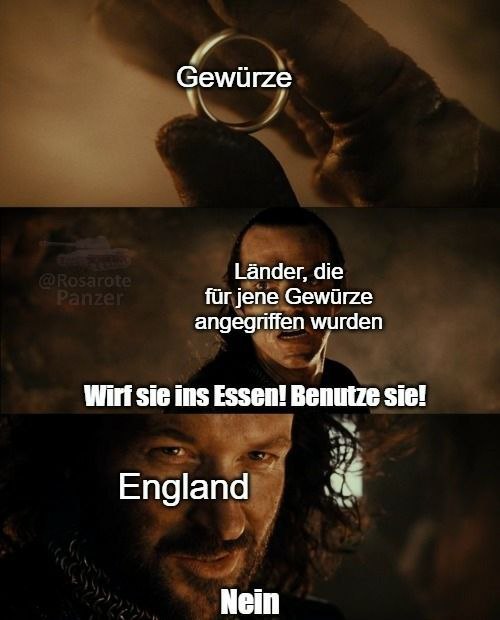 Gewürze
@Rosarote
Panzer
Länder, die
für jene Gewürze
angegriffen wurden
Wirf sie ins Essen! Benutze sie!
England
Nein